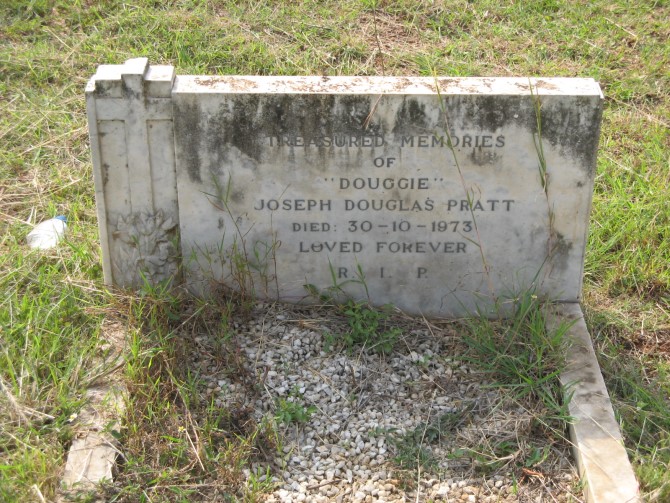 TREASURED MEMORIES
OF
"DOUGGIE"
JOSEPH DOUGLAS PRATT
DIED: 30-10-1973
LOVED FOREVER
R. I. P.